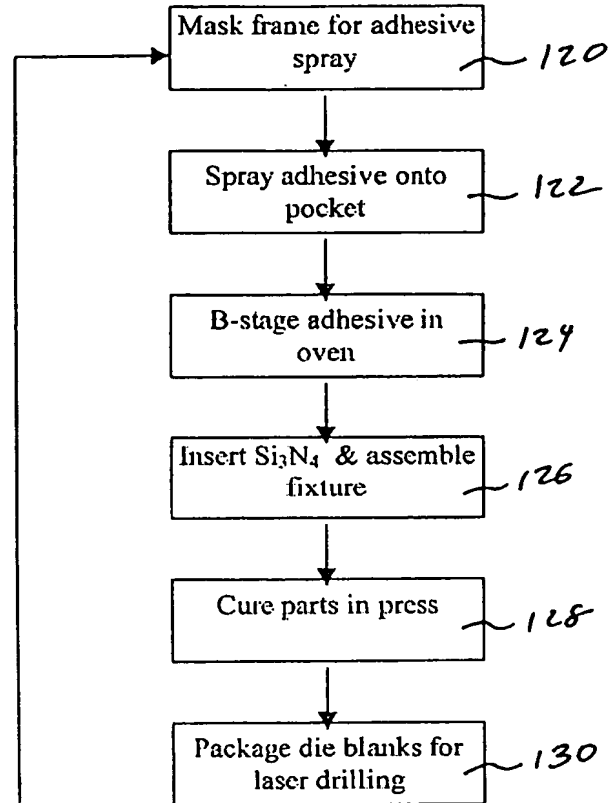 Mask frame for adhesive
spray
120
Spray adhesive onto
pocket
122
B-stage adhesive in
oven
124
Insert Si₃N₄ & assemble
fixture
126
Cure parts in press
128
Package die blanks for
laser drilling
130